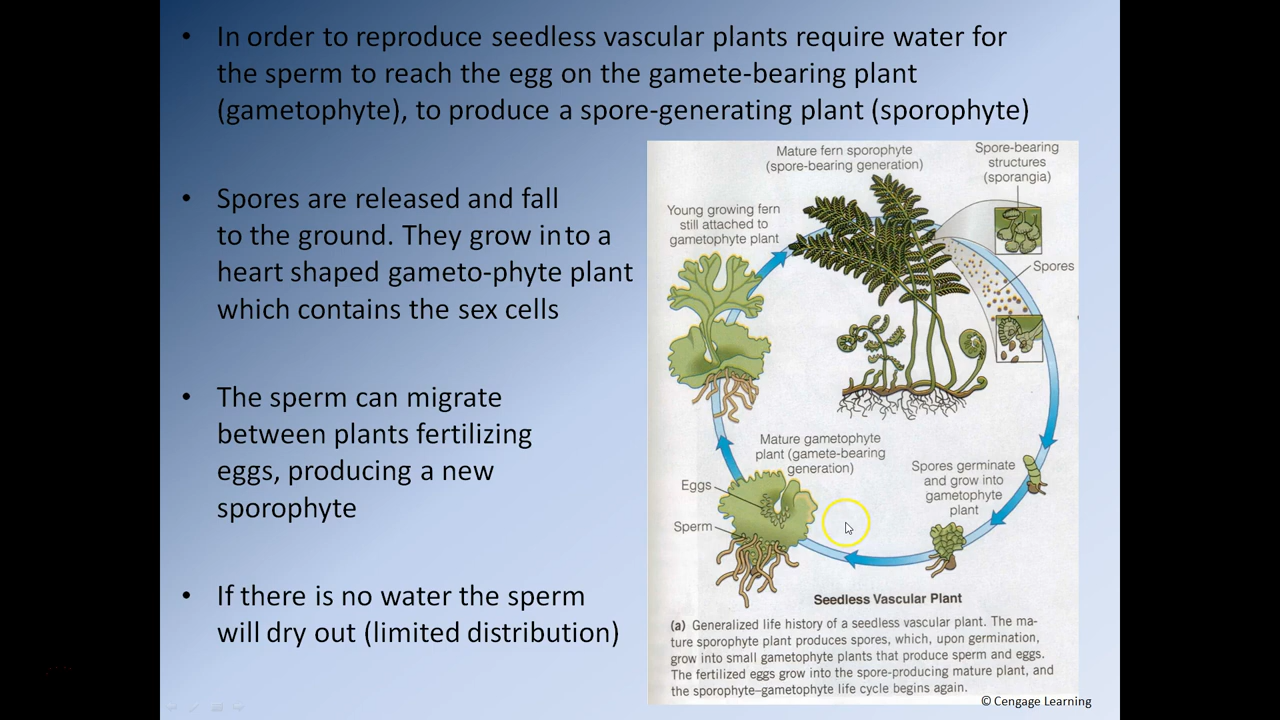 • In order to reproduce seedless vascular plants require water for
the sperm to reach the egg on the gamete-bearing plant
(gametophyte), to produce a spore-generating plant (sporophyte)
• Spores are released and fall
to the ground. They grow into a
heart shaped gameto-phyte plant
which contains the sex cells
• The sperm can migrate
between plants fertilizing
eggs, producing a new
sporophyte
• If there is no water the sperm
will dry out (limited distribution)
Mature fern sporophyte
(spore-bearing generation)
Spore-bearing
structures
(sporangia)
Young growing fern
still attached to
gametophyte plant
Spores
Mature gametophyte
plant (gamete-bearing
generation)
Eggs
Sperm
Spores germinate
and grow into
gametophyte
plant
Seedless Vascular Plant
(a) Generalized life history of a seedless vascular plant. The ma-
ture sporophyte plant produces spores, which, upon germination,
grow into small gametophyte plants that produce sperm and eggs.
The fertilized eggs grow into the spore-producing mature plant, and
the sporophyte–gametophyte life cycle begins again.
© Cengage Learning